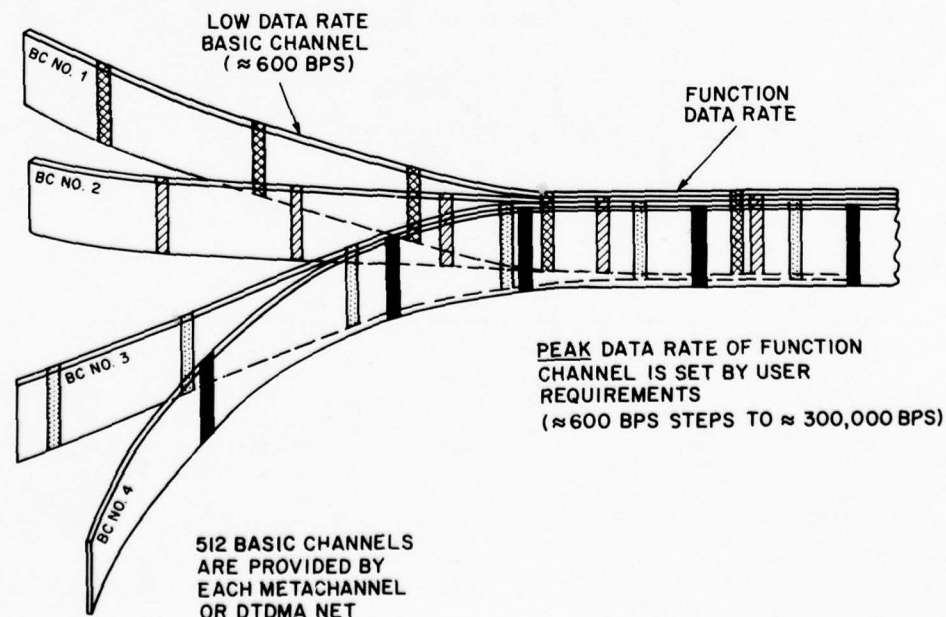 LOW DATA RATE
BASIC CHANNEL
(≈600 BPS)
BC NO. 1
FUNCTION
DATA RATE
BC NO. 2
BC NO. 3
PEAK DATA RATE OF FUNCTION
CHANNEL IS SET BY USER
REQUIREMENTS
(≈600 BPS STEPS TO ≈ 300,000 BPS)
BC NO. 4
512 BASIC CHANNELS
ARE PROVIDED BY
EACH METACHANNEL
OR DTDMA NET